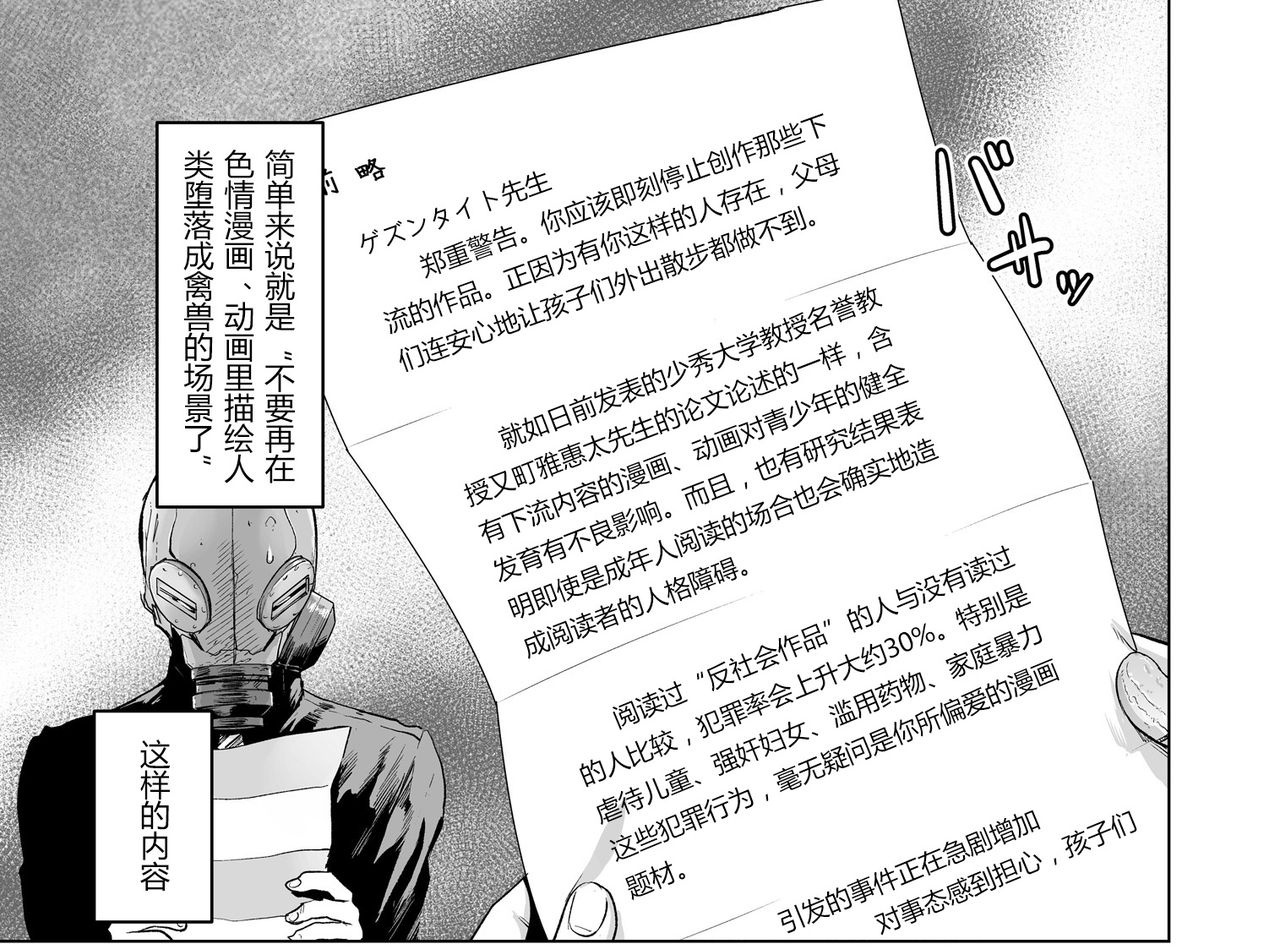 前略
ゲズンタイト先生
郑重警告。你应该即刻停止创作那些下
流的作品。正因为有你这样的人存在，父母
们连安心地让孩子们外出散步都做不到。
就如日前发表的少秀大学教授名誉教
授又町雅惠太先生的论文论述的一样，含
有下流内容的漫画、动画对青少年的健全
发育有不良影响。而且，也有研究结果表
明即使是成年人阅读的场合也会确实地造
成阅读者的人格障碍。
阅读过“反社会作品”的人与没有读过
的人比较，犯罪率会上升大约30%。特别是
虐待儿童、强奸妇女、滥用药物、家庭暴力
这些犯罪行为，毫无疑问是你所偏爱的漫画
题材。
引发的事件正在急剧增加
对事态感到担心，孩子们
バサッ
简单来说就是“不要再在
色情漫画、动画里描绘人
类堕落成禽兽的场景了”
这样的内容